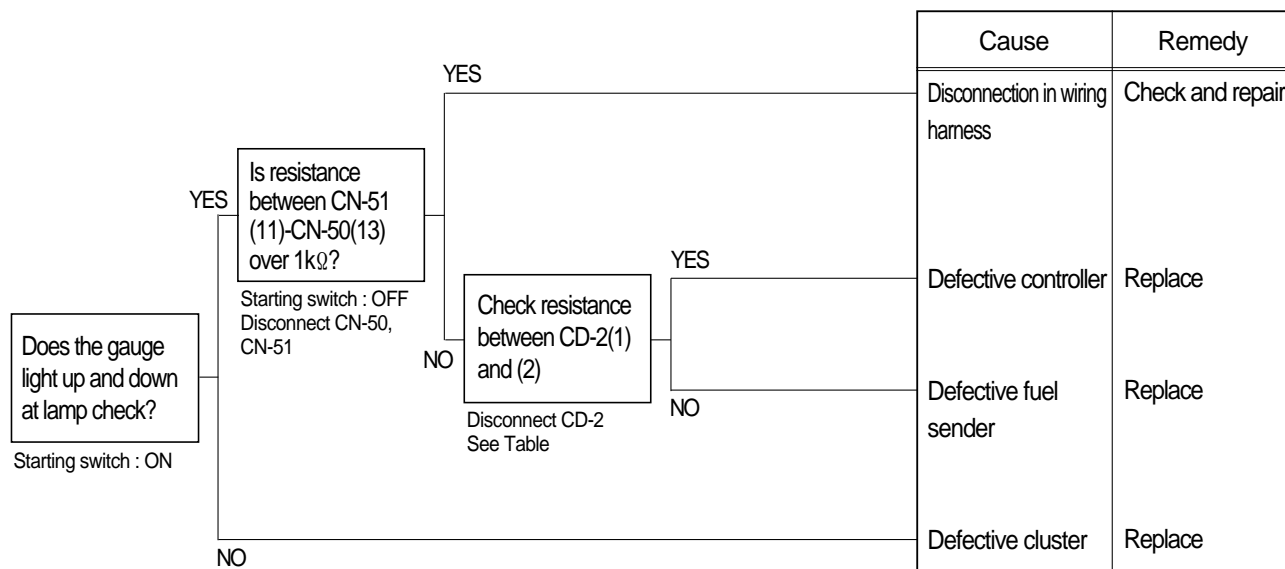 Cause
Remedy
YES
Disconnection in wiring
harness
Check and repair
YES
Is resistance
between CN-51
(11)-CN-50(13)
over 1kΩ?
Starting switch : OFF
Disconnect CN-50,
CN-51
YES
Defective controller
Replace
NO
Check resistance
between CD-2(1)
and (2)
Disconnect CD-2
See Table
NO
Defective fuel
sender
Replace
Does the gauge
light up and down
at lamp check?
Starting switch : ON
NO
Defective cluster
Replace